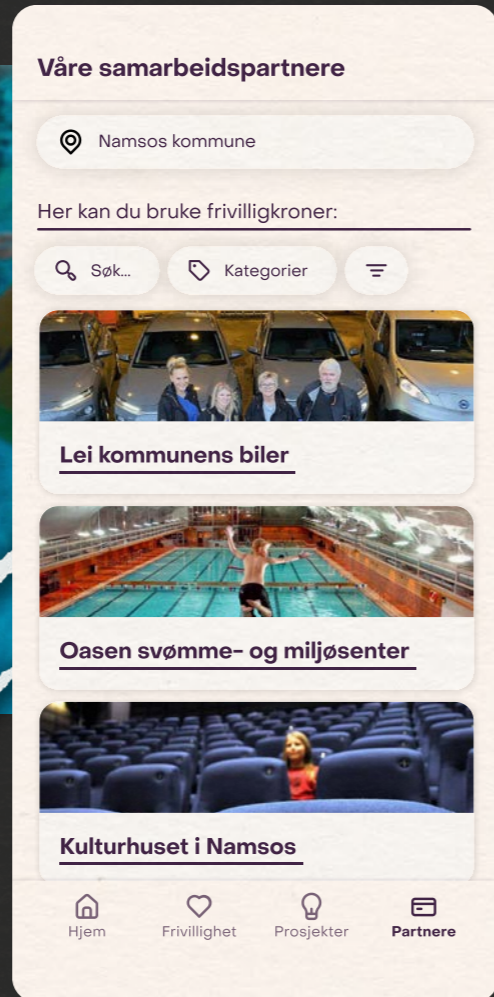 Våre samarbeidspartnere
Namsos kommune
Her kan du bruke frivilligkroner:
Søk...
Kategorier
Lei kommunens biler
Oasen svømme- og miljøsenter
Kulturhuset i Namsos
Hjem
Frivillighet
Prosjekter
Partnere